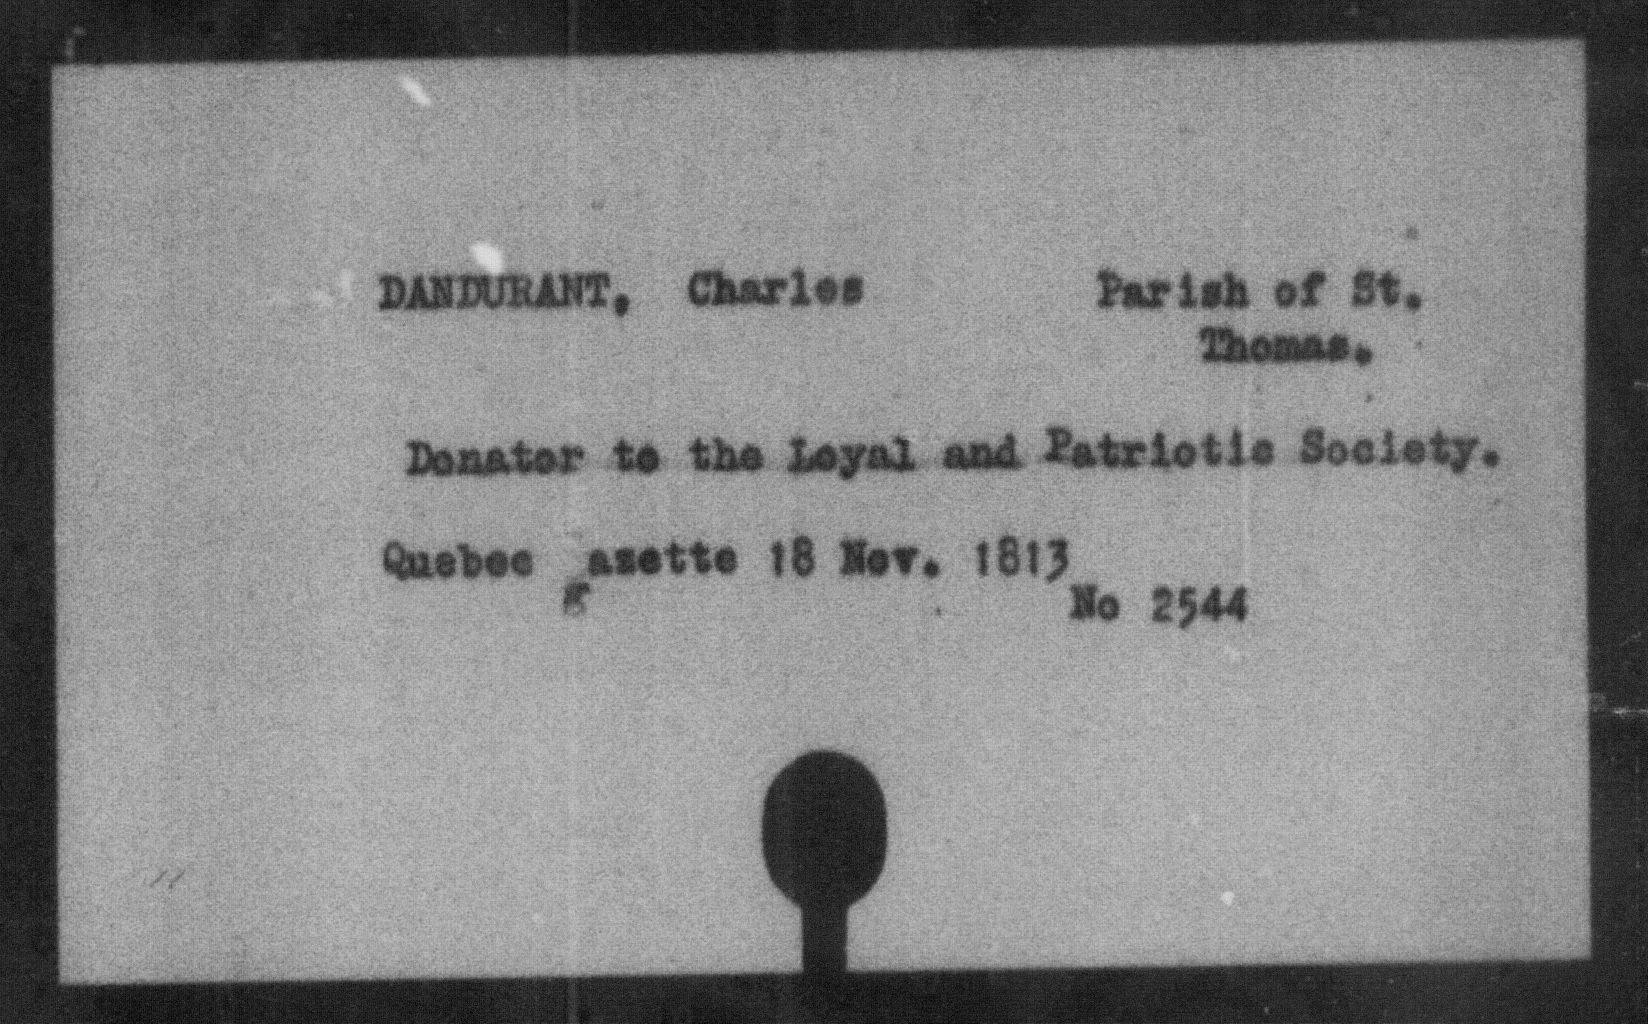 DANDURANT, Charles Parish of St.
Thomas.
Donator to the Loyal and Patriotic Society.
Quebec gazette 18 Nov. 1813
No 2544